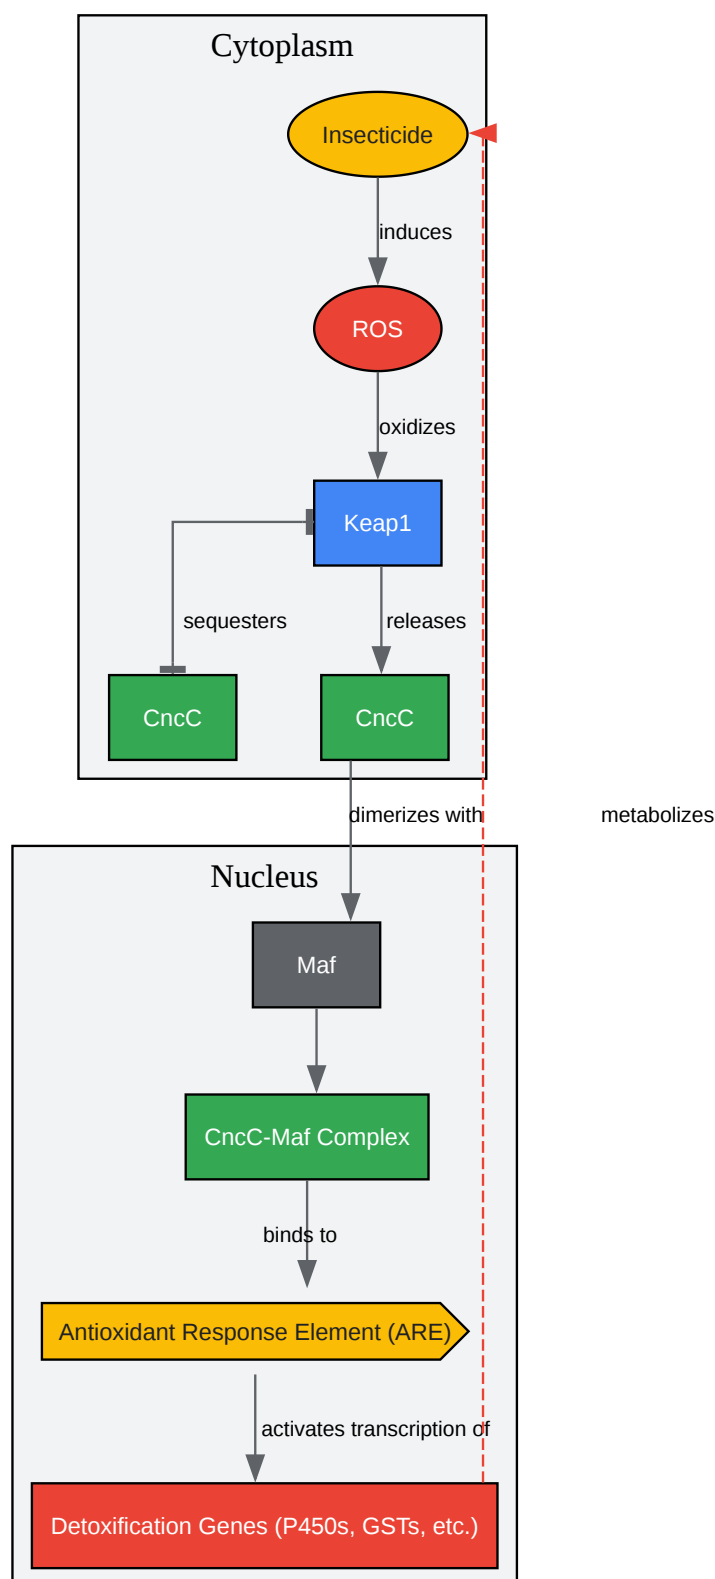 Cytoplasm
Insecticide
induces
ROS
oxidizes
Keap1
sequesters
releases
CncC
CncC
dimerizes with
metabolizes
Nucleus
Maf
CncC-Maf Complex
binds to
Antioxidant Response Element (ARE)
activates transcription of
Detoxification Genes (P450s, GSTs, etc.)